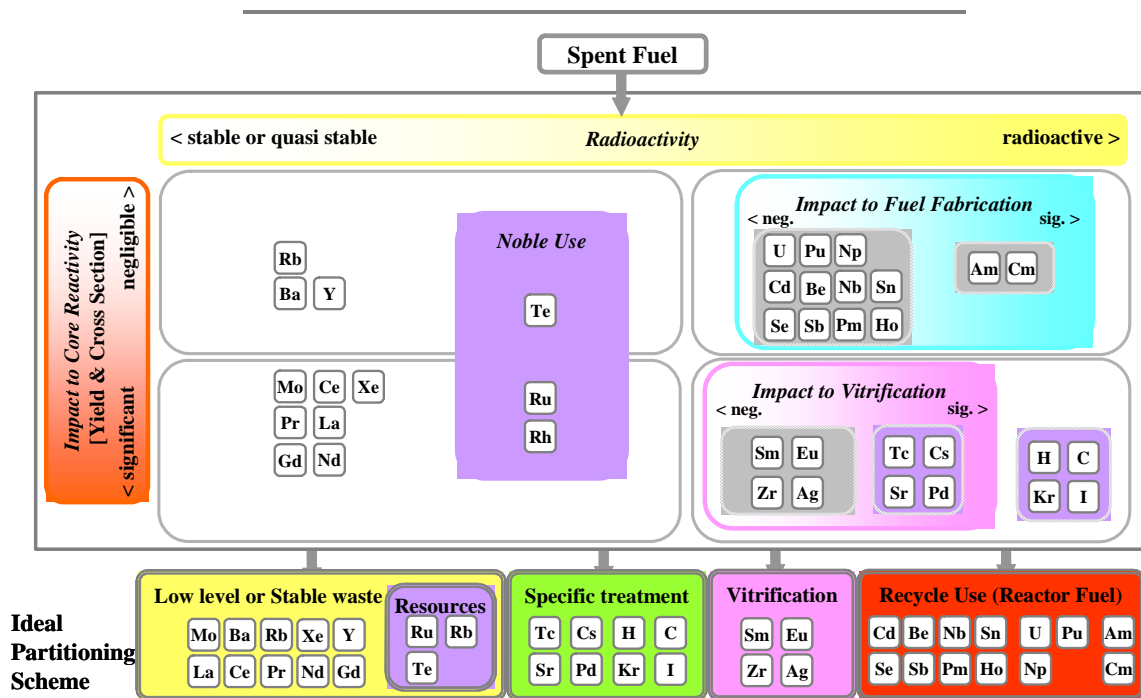 Spent Fuel
< stable or quasi stable Radioactivity radioactive >
Impact to Core Reactivity
[Yield & Cross Section]
< significant negligible >
Rb
Ba Y
Noble Use
Te
Impact to Fuel Fabrication
< neg. sig. >
U Pu Np
Cd Be Nb Sn
Se Sb Pm Ho
Am Cm
Mo Ce Xe
Pr La
Gd Nd
Ru
Rh
Impact to Vitrification
< neg. sig. >
Sm Eu
Zr Ag
Tc Cs
Sr Pd
H C
Kr I
Ideal
Partitioning
Scheme
Low level or Stable waste
Mo Ba Rb Xe Y
La Ce Pr Nd Gd
Resources
Ru Rb
Te
Specific treatment
Tc Cs H C
Sr Pd Kr I
Vitrification
Sm Eu
Zr Ag
Recycle Use (Reactor Fuel)
Cd Be Nb Sn U Pu Am
Se Sb Pm Ho Np Cm